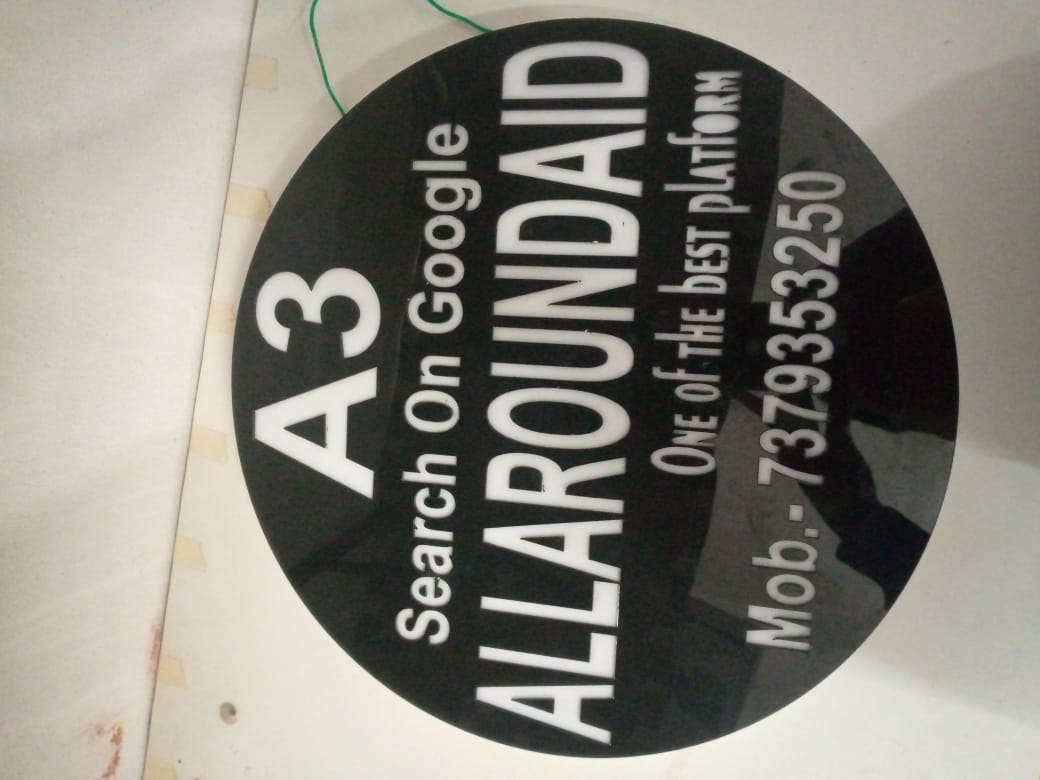 A3
Search On Google
ALLAROUNDAID
ONE OF THE BEST PLATFORM
Mob.- 7379353250